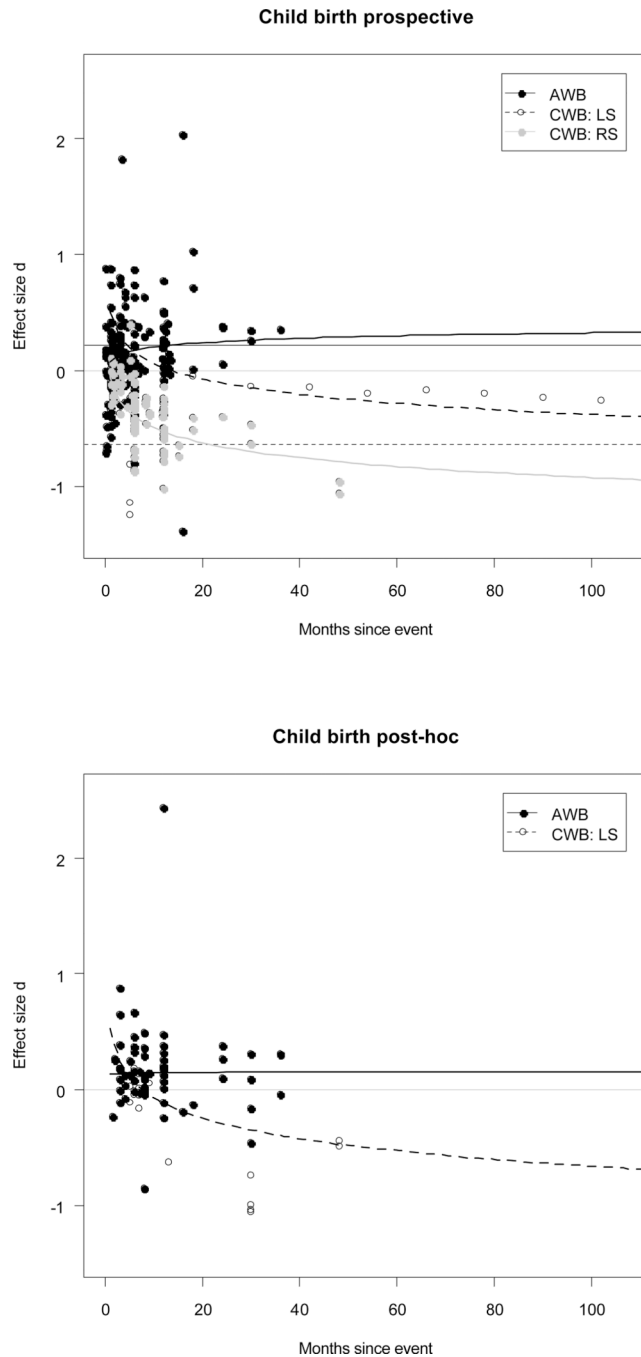 Child birth prospective
AWB
CWB: LS
CWB: RS
2
1
0
-1
Effect size d
0 20 40 60 80 100
Months since event
Child birth post-hoc
AWB
CWB: LS
2
1
0
-1
Effect size d
0 20 40 60 80 100
Months since event